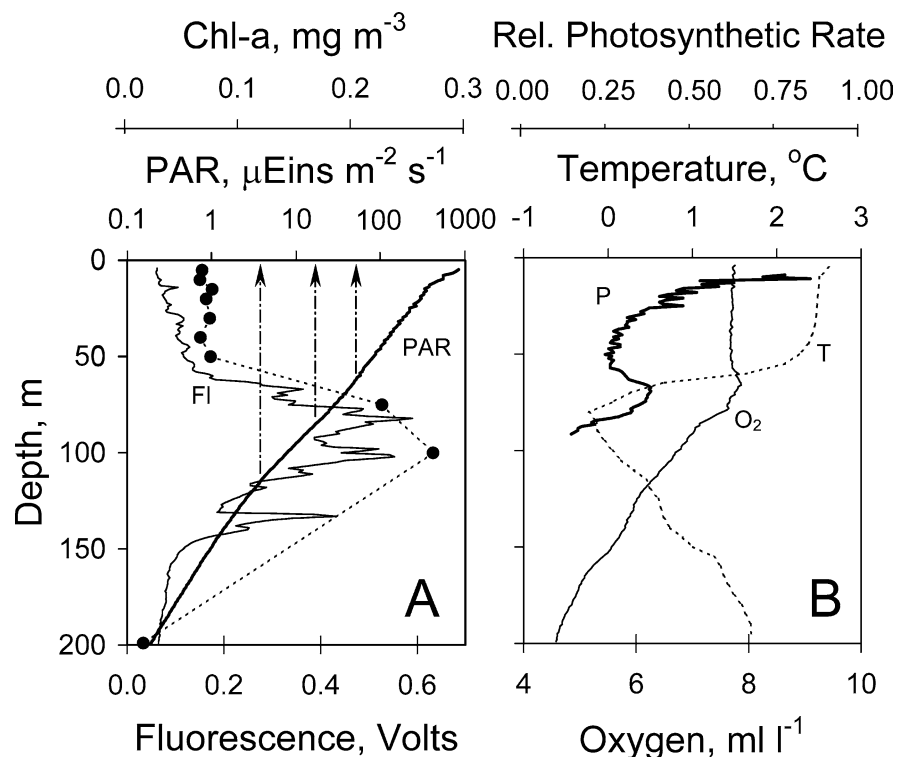 Chl-a, mg m-3
0.0 0.1 0.2 0.3
PAR, μEins m-2 s-1
0.1 1 10 100 1000
Rel. Photosynthetic Rate
0.00 0.25 0.50 0.75 1.00
Temperature, oC
-1 0 1 2 3
Depth, m
0
50
100
150
200
Fl
PAR
A
0.0 0.2 0.4 0.6
Fluorescence, Volts
P
T
O2
B
4 6 8 10
Oxygen, ml l-1